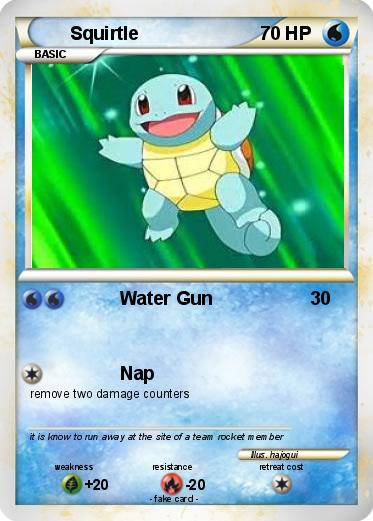 Squirtle 70 HP
BASIC
Water Gun 30
Nap
remove two damage counters
it is know to run away at the site of a team rocket member
Illus. hajogui
weakness resistance retreat cost
+20 -20
- fake card -